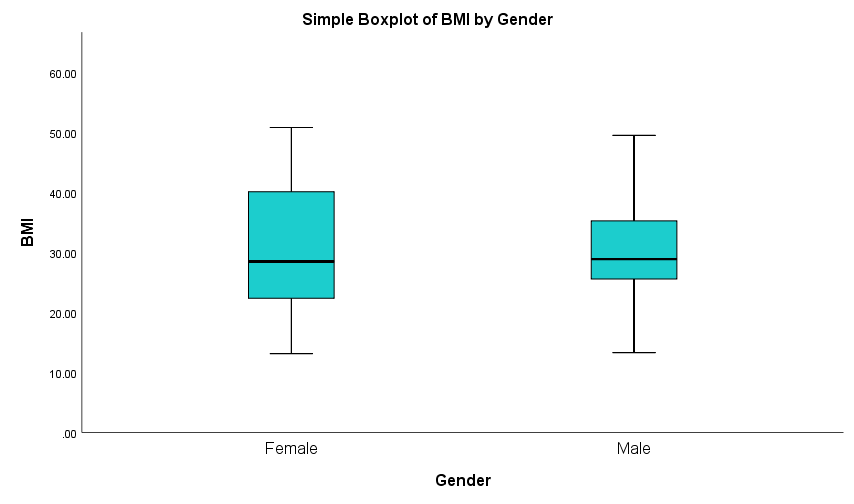 Simple Boxplot of BMI by Gender
60.00
50.00
40.00
30.00
20.00
10.00
.00
BMI
Female
Male
Gender